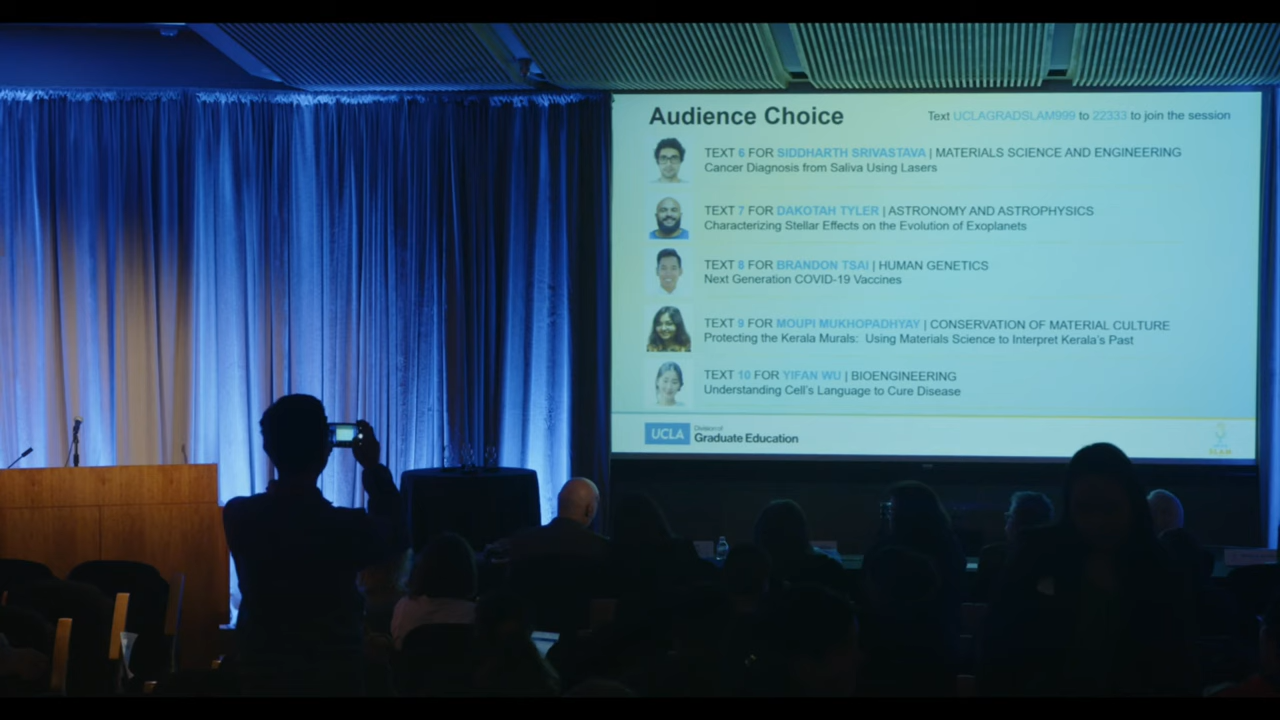 Audience Choice
Text UCLAGRADSLAM999 to 22333 to join the session
TEXT 6 FOR SIDDHARTH SRIVASTAVA | MATERIALS SCIENCE AND ENGINEERING
Cancer Diagnosis from Saliva Using Lasers
TEXT 7 FOR DAKOTAH TYLER | ASTRONOMY AND ASTROPHYSICS
Characterizing Stellar Effects on the Evolution of Exoplanets
TEXT 8 FOR BRANDON TSAI | HUMAN GENETICS
Next Generation COVID-19 Vaccines
TEXT 9 FOR MOUPI MUKHOPADHYAY | CONSERVATION OF MATERIAL CULTURE
Protecting the Kerala Murals: Using Materials Science to Interpret Kerala's Past
TEXT 10 FOR YIFAN WU | BIOENGINEERING
Understanding Cell's Language to Cure Disease
UCLA
Division of
Graduate Education
SLAM